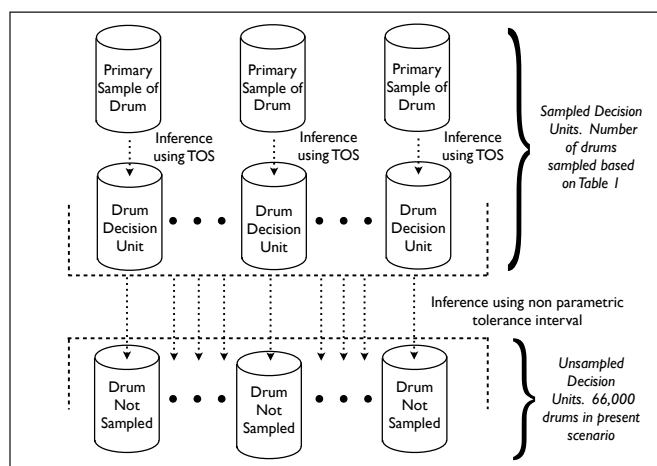 Primary
Sample of
Drum
Primary
Sample of
Drum
Primary
Sample of
Drum
Inference
using TOS
Inference
using TOS
Inference
using TOS
Sampled Decision
Units. Number
of drums
sampled based
on Table 1
Drum
Decision
Unit
Drum
Decision
Unit
Drum
Decision
Unit
Inference using non parametric
tolerance interval
Drum
Not
Sampled
Drum
Not
Sampled
Drum
Not
Sampled
Unsampled
Decision
Units. 66,000
drums in present
scenario